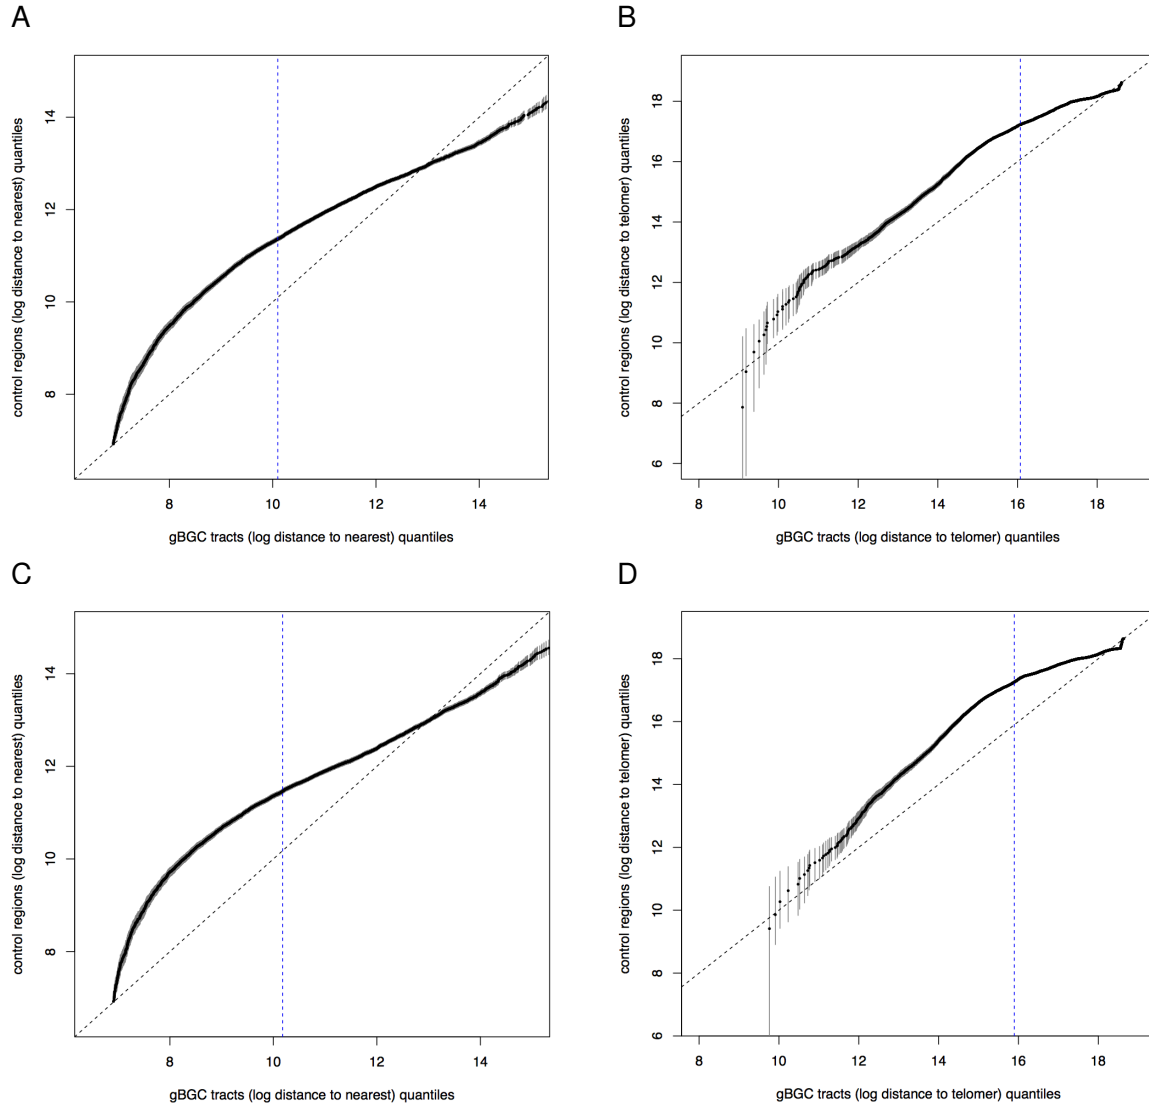 A
control regions (log distance to nearest) quantiles
14
12
10
8
8 10 12 14
gBGC tracts (log distance to nearest) quantiles
B
control regions (log distance to telomer) quantiles
18
16
14
12
10
8
6
8 10 12 14 16 18
gBGC tracts (log distance to telomer) quantiles
C
control regions (log distance to nearest) quantiles
14
12
10
8
8 10 12 14
gBGC tracts (log distance to nearest) quantiles
D
control regions (log distance to telomer) quantiles
18
16
14
12
10
8
6
8 10 12 14 16 18
gBGC tracts (log distance to telomer) quantiles